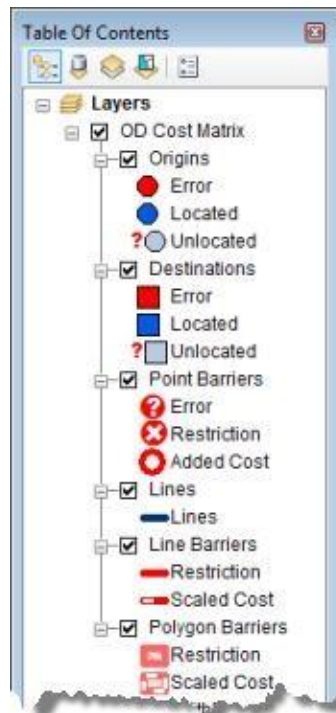 Table Of Contents
Layers
OD Cost Matrix
Origins
Error
Located
? Unlocated
Destinations
Error
Located
? Unlocated
Point Barriers
? Error
Restriction
Added Cost
Lines
Lines
Line Barriers
Restriction
Scaled Cost
Polygon Barriers
Restriction
Scaled Cost